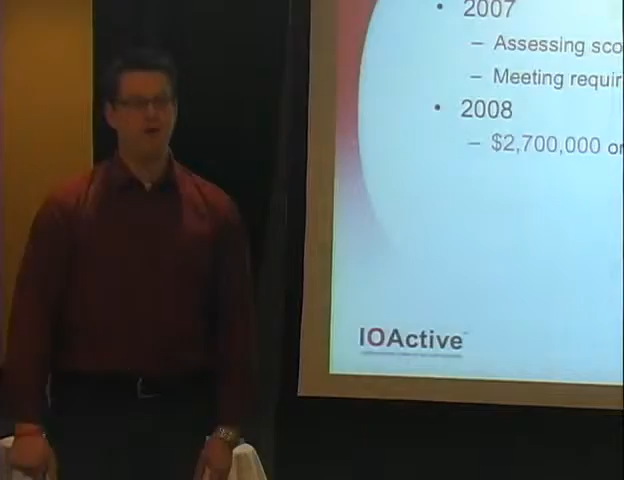 • 2007
– Assessing sco
– Meeting requir
• 2008
– $2,700,000 or
IOActive